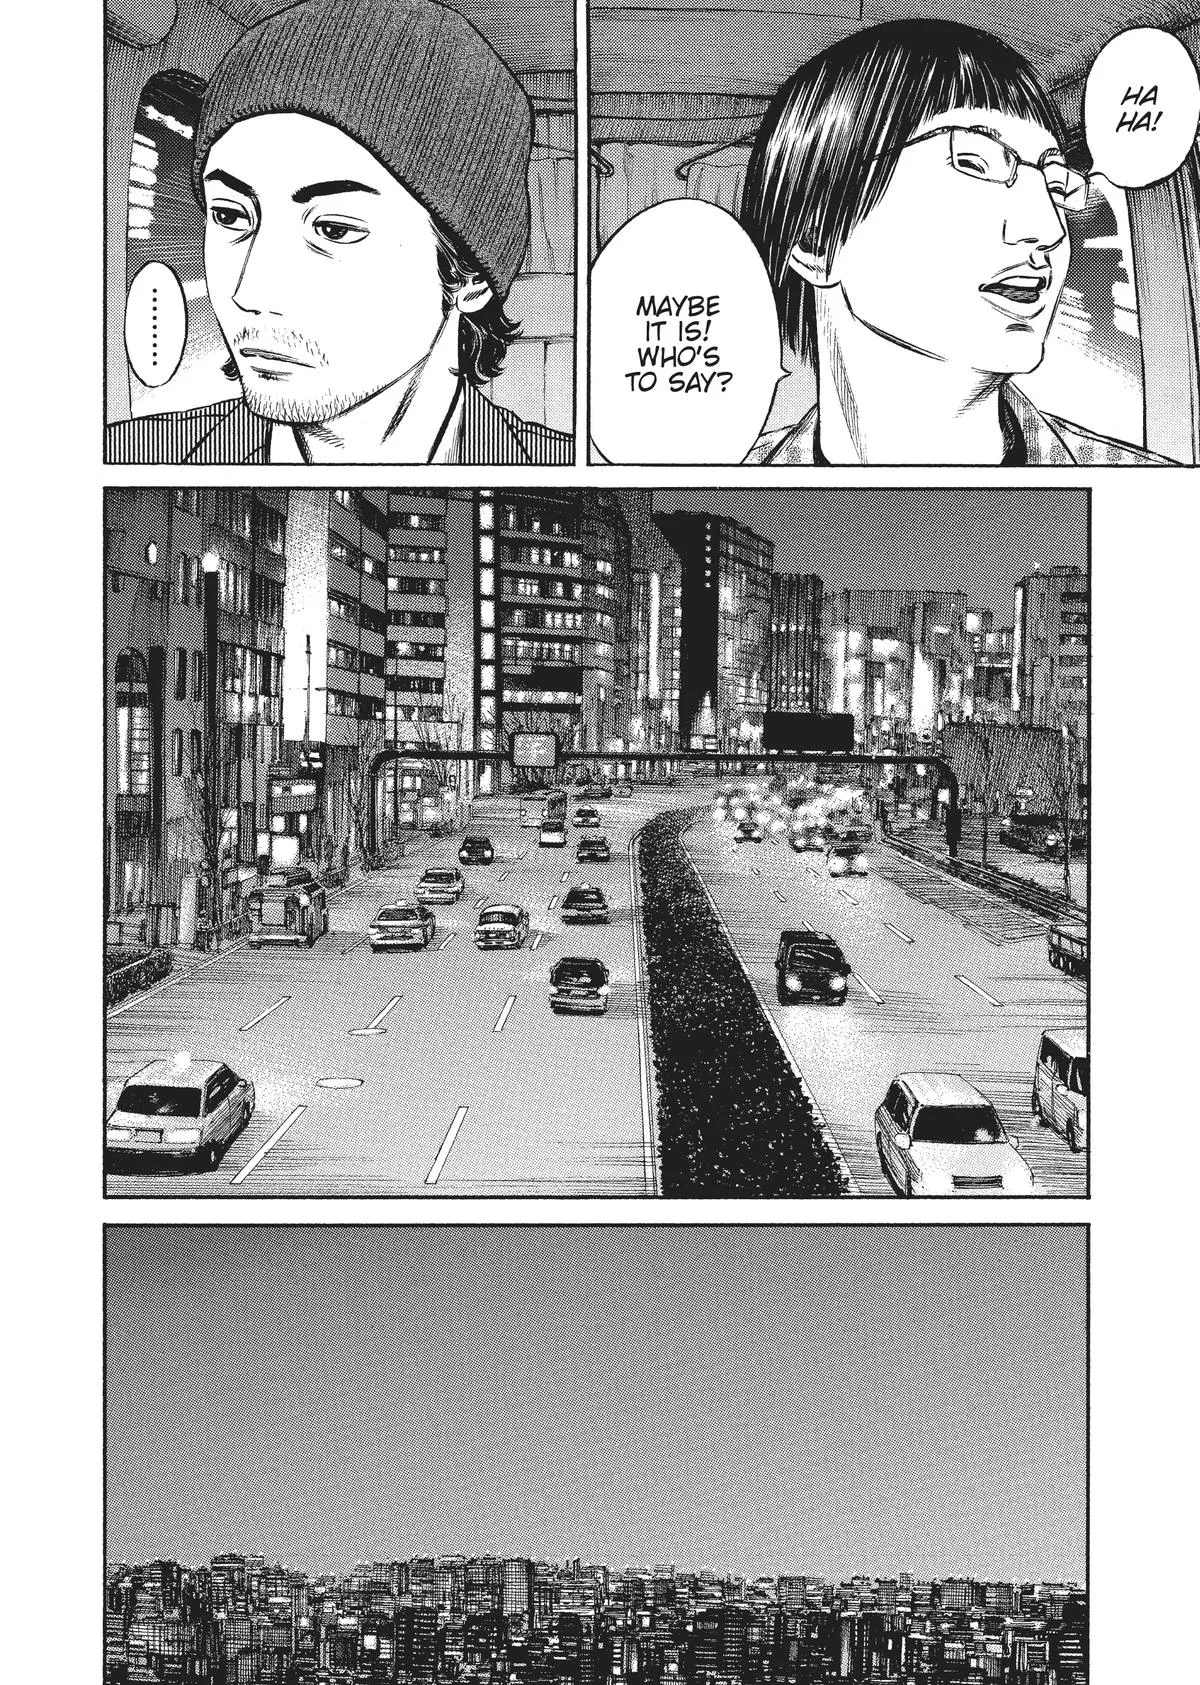 HA
HA!
MAYBE
IT IS!
WHO'S
TO SAY?
........